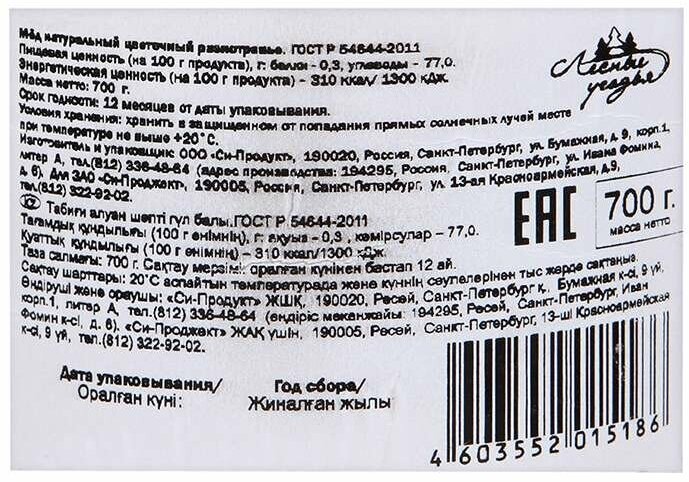 Мёд натуральный цветочный разнотравье. ГОСТ Р 54644-2011
Пищевая ценность (на 100 г продукта), г: белки - 0,3, углеводы - 77,0.
Энергетическая ценность (на 100 г продукта) - 310 ккал/ 1300 кДж.
Масса нетто: 700 г.
Срок годности: 12 месяцев от даты упаковывания.
Условия хранения: хранить в защищенном от попадания прямых солнечных лучей месте
при температуре не выше +20°С.
Изготовитель и упаковщик: ООО «Си-Продукт», 190020, Россия, Санкт-Петербург, ул. Бумажная, д. 9, корп.1,
литер А, тел.(812) 336-48-64 (адрес производства: 194295, Россия, Санкт-Петербург, ул. Ивана Фомина,
д. 6). Для ЗАО «Си-Проджект», 190005, Россия, Санкт-Петербург, ул. 13-ая Красноармейская, д.9,
тел.(812) 322-92-02.
Лесные
угодья
Табиғи алуан шөпті гүл балы.ГОСТ Р 54644-2011
Тағамдық құндылығы (100 г өнімнің), г: ақуыз - 0,3 , көмірсулар - 77,0.
Қуаттық құндылығы (100 г өнімнің) - 310 ккал/1300 кДж.
Таза салмағы: 700 г. Сақтау мерзімі: оралған күнінен бастап 12 ай.
Сақтау шарттары: 20°С аспайтын температурада және күннің сәулелерінен тыс жерде сақтаңыз.
Өндіруші және ораушы: «Си-Продукт» ЖШҚ, 190020, Ресей, Санкт-Петербург қ., Бумажная к-сі, 9 үй,
корп.1, литер А, тел.(812) 336-48-64 (өндіріс мекенжайы: 194295, Ресей, Санкт-Петербург, Иван
Фомин к-сі, д. 6). «Си-Проджект» ЖАҚ үшін, 190005, Ресей, Санкт-Петербург, 13-ші Красноармейская
к-сі, 9 үй, тел.(812) 322-92-02.
EAC
700 г.
масса нетто
Дата упаковывания/
Оралған күні:
Год сбора/
Жиналған жылы
4 603552 015186